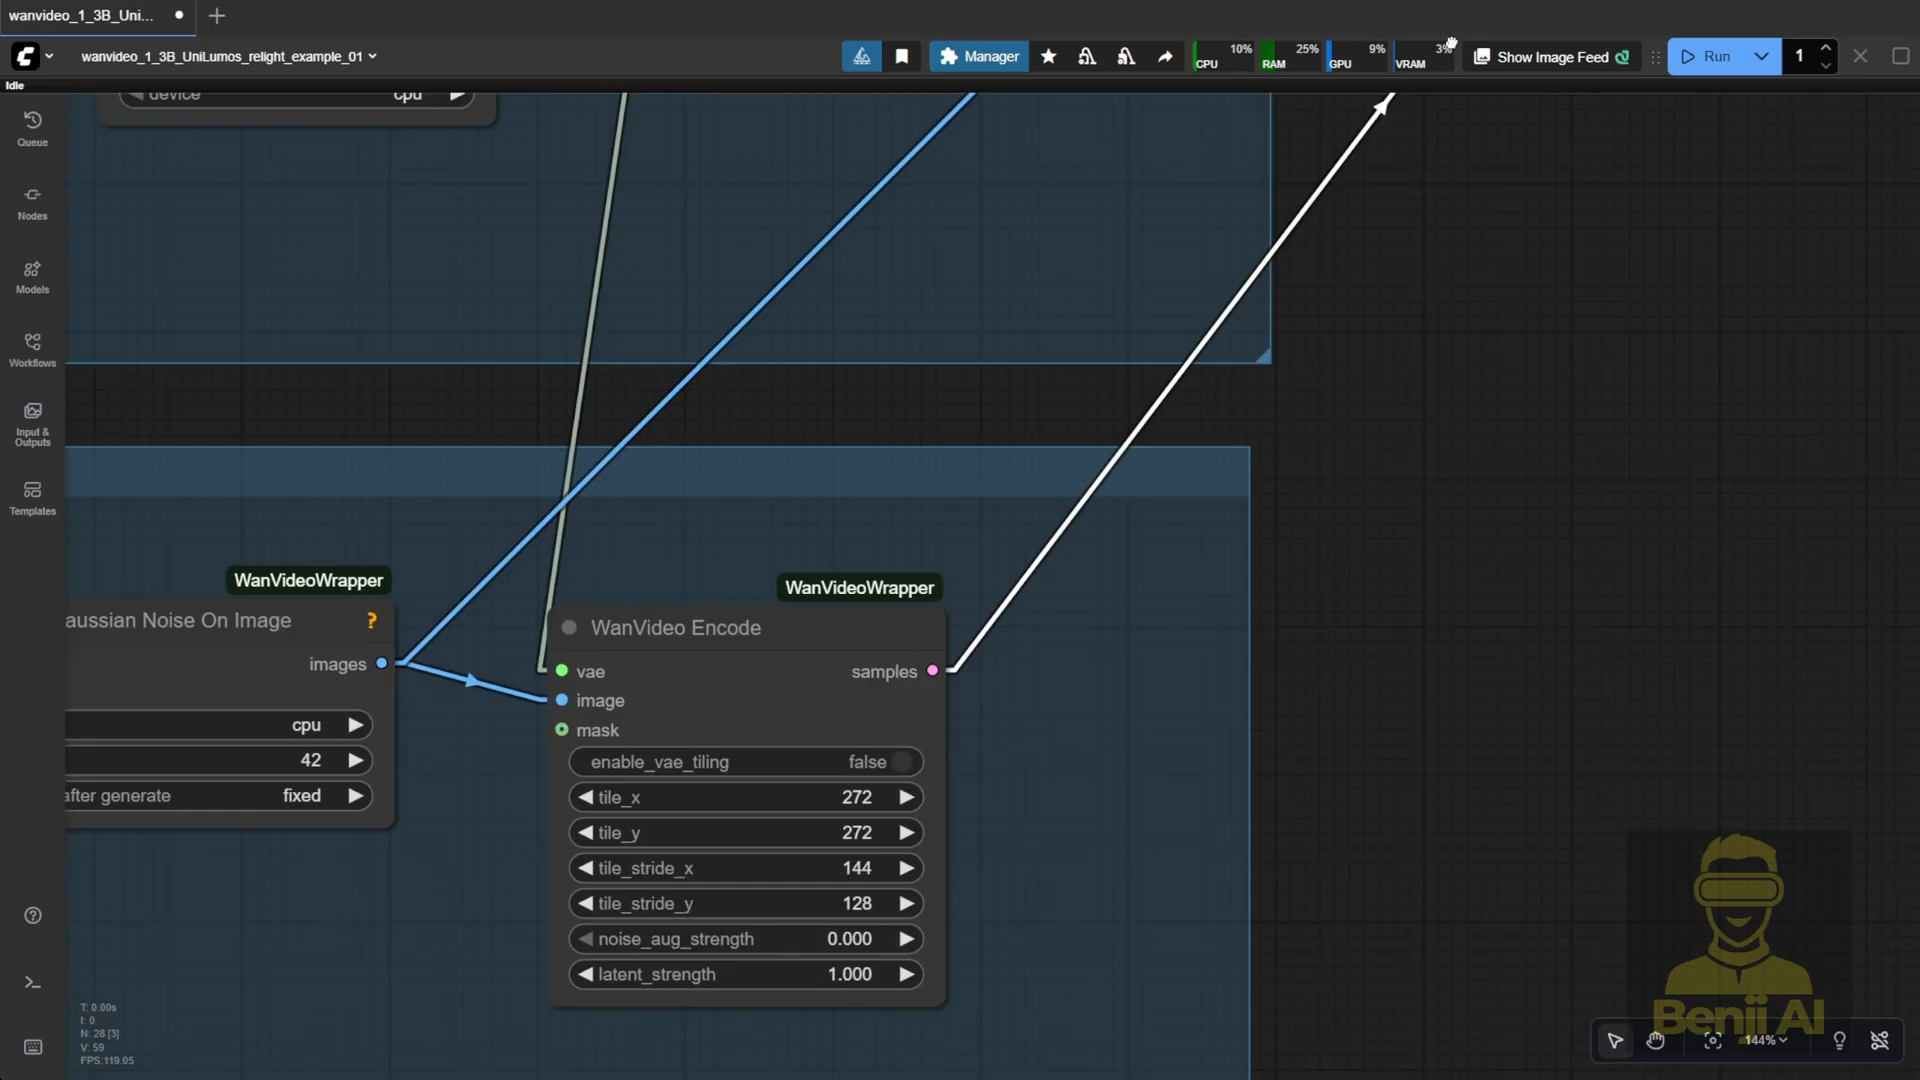 wanvideo_1_3B_Uni...
wanvideo_1_3B_UniLumos_relight_example_01
Manager
CPU 10%
RAM 25%
GPU 9%
VRAM 3%
Show Image Feed
Run
1
Idle
Queue
Nodes
Models
Workflows
Input &
Outputs
Templates
device cpu
WanVideoWrapper
aussian Noise On Image ?
images
cpu
42
after generate fixed
WanVideoWrapper
WanVideo Encode
vae samples
image
mask
enable_vae_tiling false
tile_x 272
tile_y 272
tile_stride_x 144
tile_stride_y 128
noise_aug_strength 0.000
latent_strength 1.000
T: 0.00s
I: 0
N: 28 [3]
V: 59
FPS:119.05
Benji AI
144%